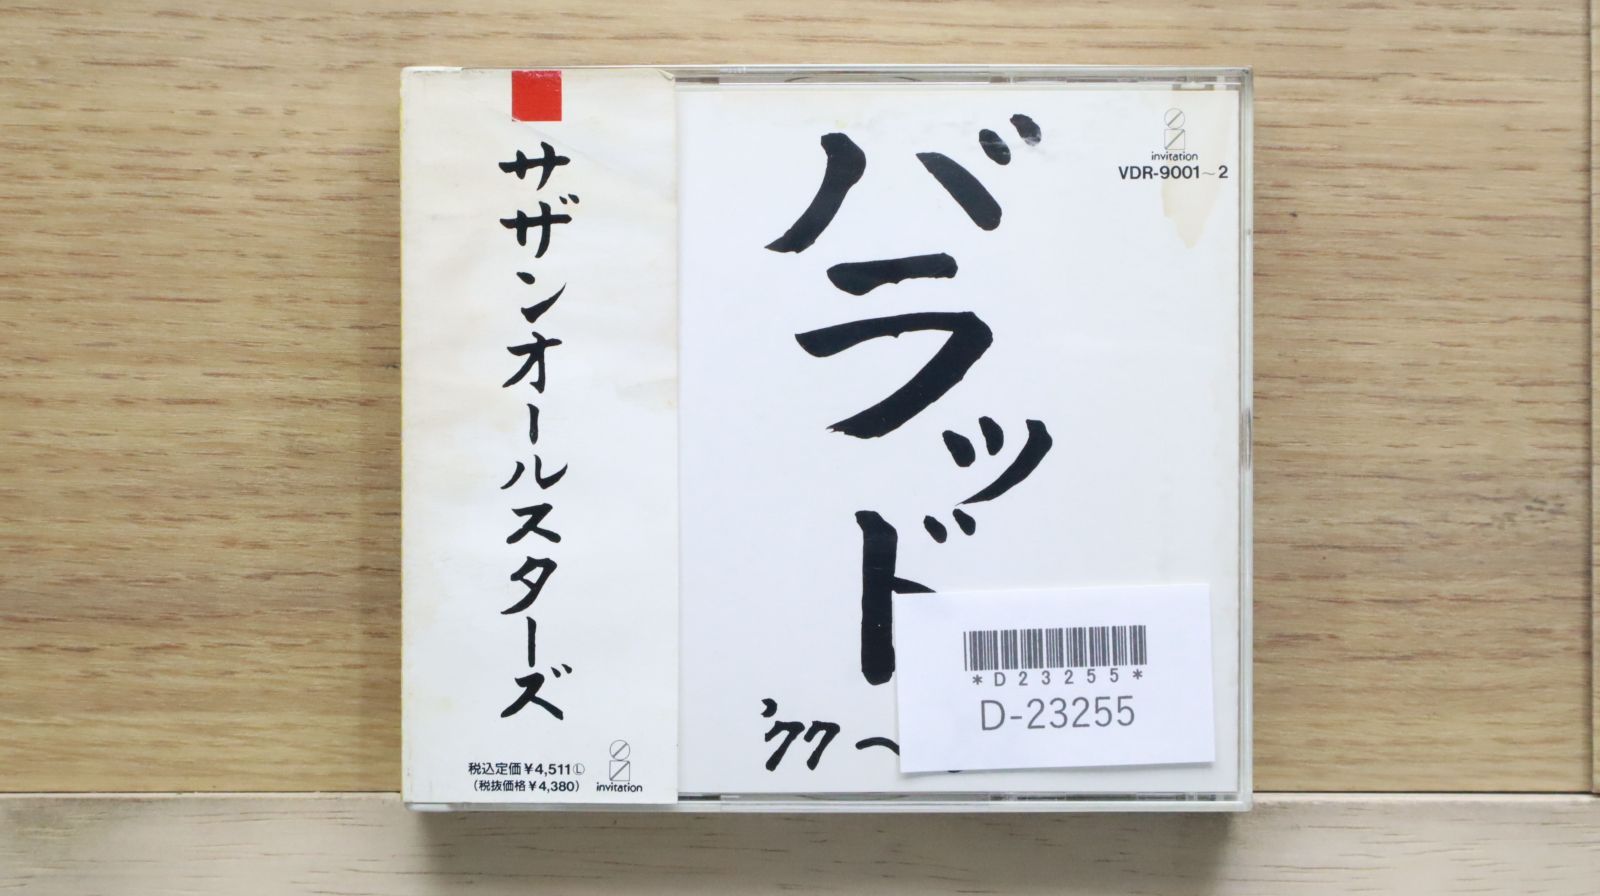 サザンオールスターズ
税込定価¥4,511Ⓛ
(税抜価格¥4,380)
invitation
バラッド
'77~
invitation
VDR-9001~2
*D23255*
D-23255